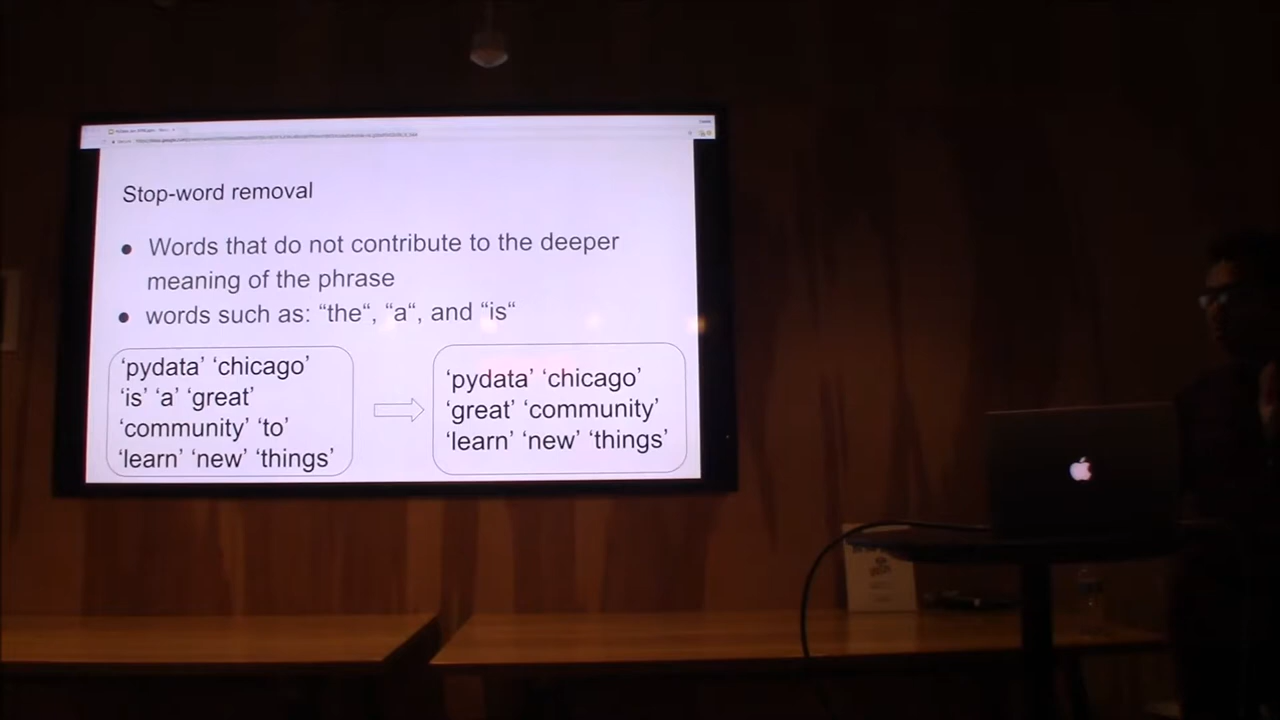 Stop-word removal
● Words that do not contribute to the deeper
meaning of the phrase
● words such as: “the“, “a“, and “is“
‘pydata’ ‘chicago’
‘is’ ‘a’ ‘great’
‘community’ ‘to’
‘learn’ ‘new’ ‘things’
‘pydata’ ‘chicago’
‘great’ ‘community’
‘learn’ ‘new’ ‘things’